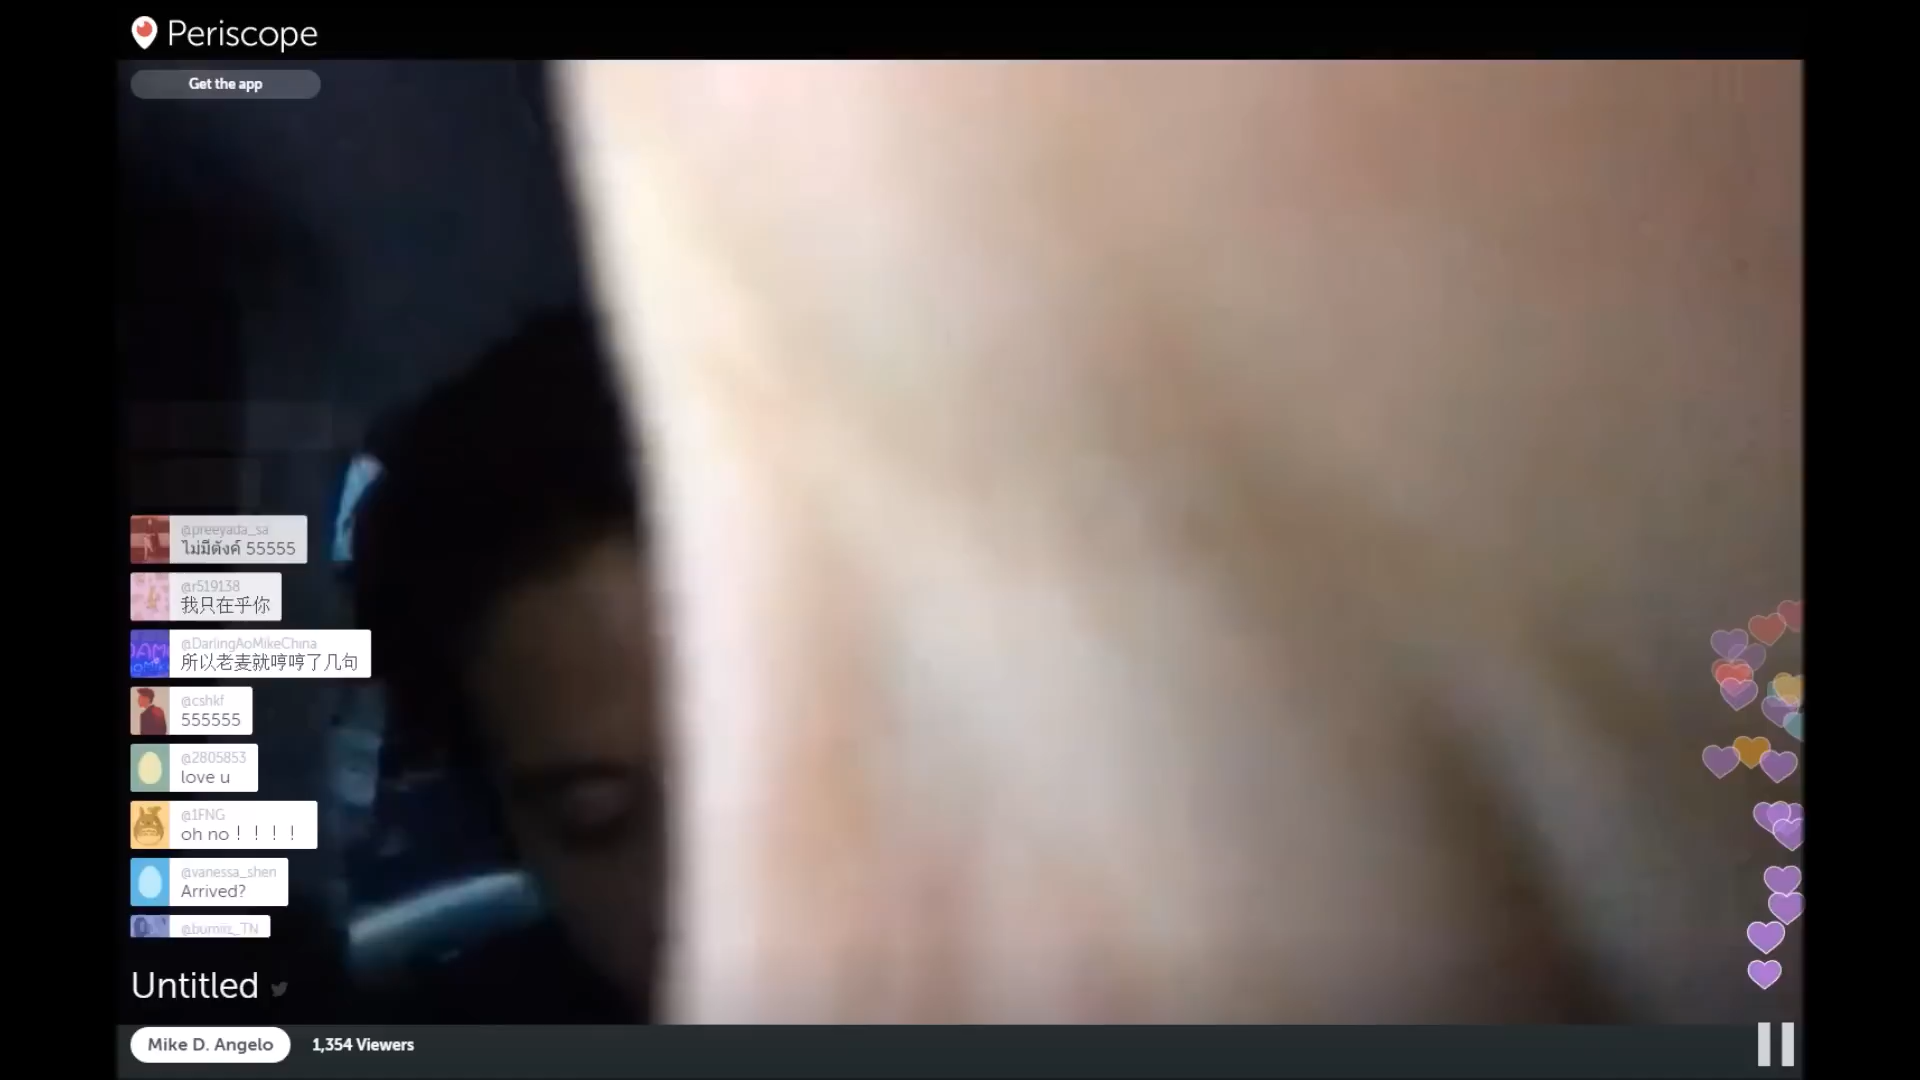 Periscope
Get the app
@preeyada_sa
ไม่มีตังค์ 55555
@r519138
我只在乎你
@DarlingAoMikeChina
所以老麦就哼哼了几句
@cshkf
555555
@2805853
love u
@1FNG
oh no！！！！
@vanessa_shen
Arrived?
Untitled
Mike D. Angelo
1,354 Viewers